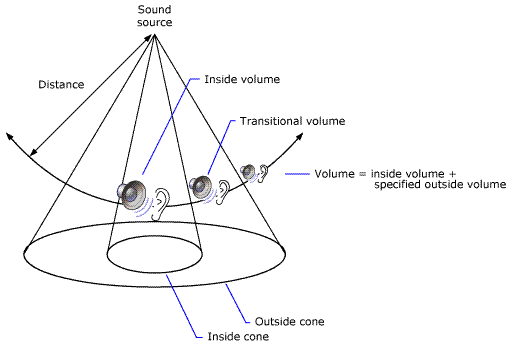 Sound
source
Distance
Inside volume
Transitional volume
Volume = inside volume +
specified outside volume
Outside cone
Inside cone